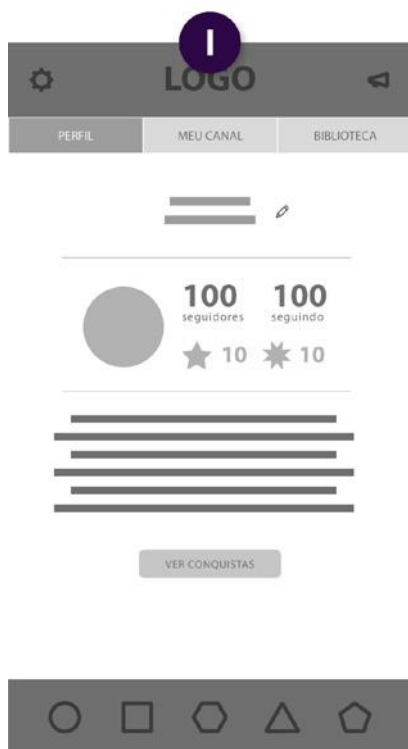 I
LOGO
PERFIL MEU CANAL BIBLIOTECA
100 100
seguidores seguindo
10 10
VER CONQUISTAS